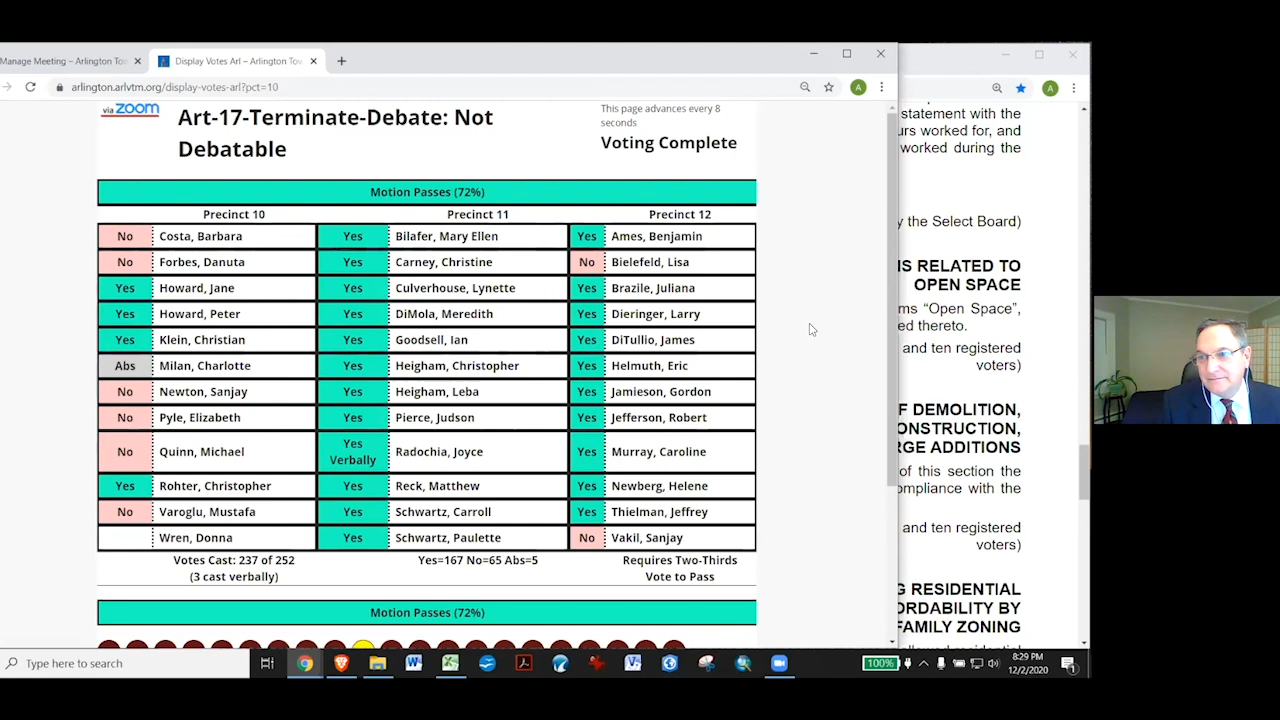 Manage Meeting – Arlington To
Display Votes Arl – Arlington Tov
arlington.arlvtm.org/display-votes-arl?pct=10
A
A
via zoom
Art-17-Terminate-Debate: Not
Debatable
This page advances every 8
seconds
Voting Complete
Motion Passes (72%)
Precinct 10 Precinct 11 Precinct 12
No Costa, Barbara Yes Bilafer, Mary Ellen Yes Ames, Benjamin
No Forbes, Danuta Yes Carney, Christine No Bielefeld, Lisa
Yes Howard, Jane Yes Culverhouse, Lynette Yes Brazile, Juliana
Yes Howard, Peter Yes DiMola, Meredith Yes Dieringer, Larry
Yes Klein, Christian Yes Goodsell, Ian Yes DiTullio, James
Abs Milan, Charlotte Yes Heigham, Christopher Yes Helmuth, Eric
No Newton, Sanjay Yes Heigham, Leba Yes Jamieson, Gordon
No Pyle, Elizabeth Yes Pierce, Judson Yes Jefferson, Robert
No Quinn, Michael Yes Verbally Radochia, Joyce Yes Murray, Caroline
Yes Rohter, Christopher Yes Reck, Matthew Yes Newberg, Helene
No Varoglu, Mustafa Yes Schwartz, Carroll Yes Thielman, Jeffrey
Wren, Donna Yes Schwartz, Paulette No Vakil, Sanjay
Votes Cast: 237 of 252 Yes=167 No=65 Abs=5 Requires Two-Thirds
(3 cast verbally) Vote to Pass
Motion Passes (72%)
statement with the
urs worked for, and
worked during the
y the Select Board)
IS RELATED TO
OPEN SPACE
ms “Open Space”,
ed thereto.
and ten registered
voters)
F DEMOLITION,
ONSTRUCTION,
RGE ADDITIONS
of this section the
ompliance with the
and ten registered
voters)
G RESIDENTIAL
ORDABILITY BY
FAMILY ZONING
Type here to search
100%
8:29 PM
12/2/2020
1